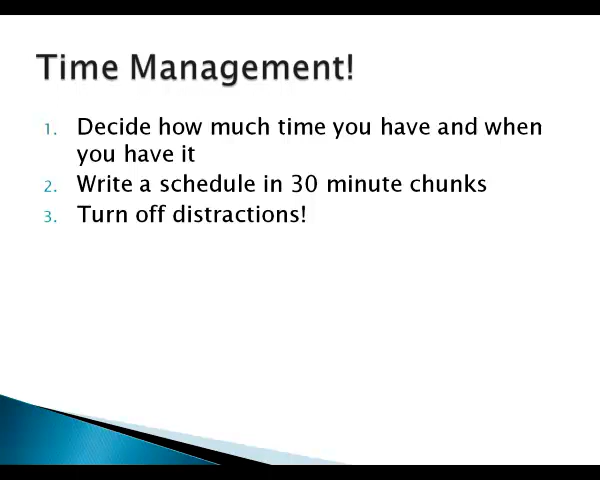 Time Management!
1. Decide how much time you have and when
you have it
2. Write a schedule in 30 minute chunks
3. Turn off distractions!